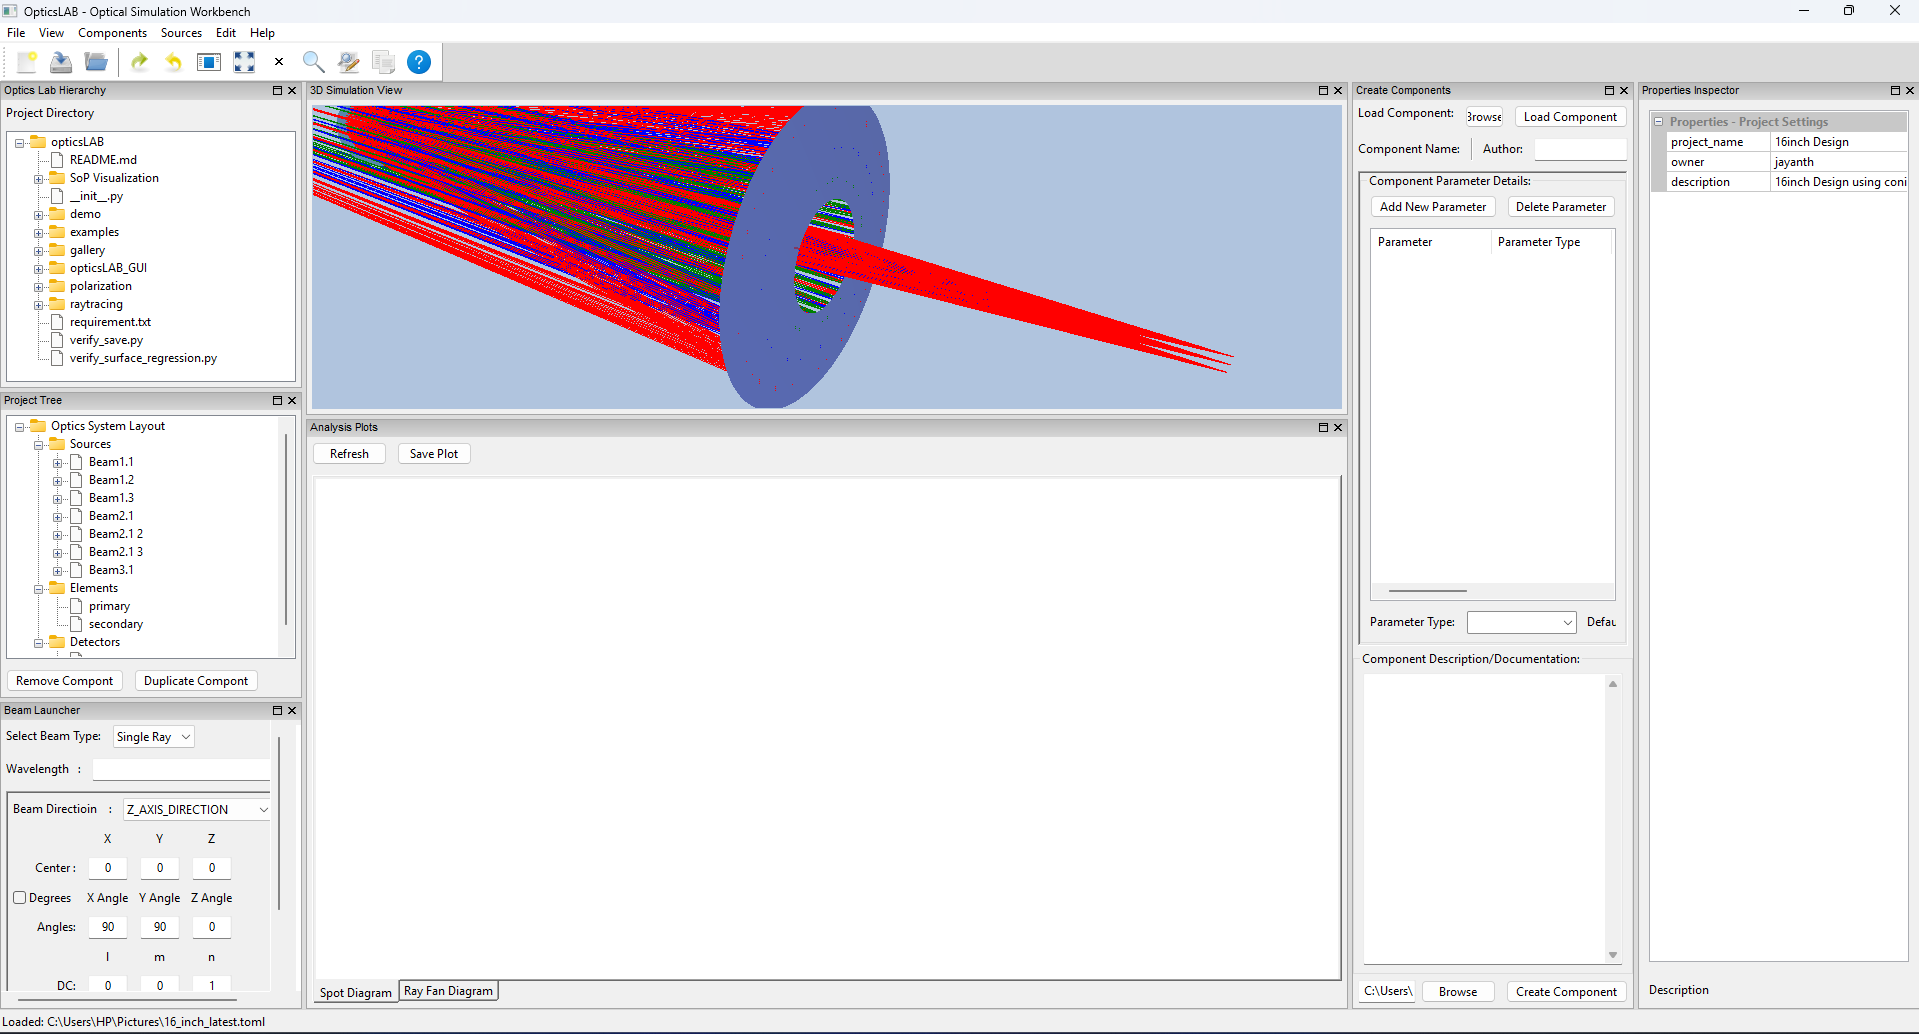 OpticsLAB - Optical Simulation Workbench
File View Components Sources Edit Help
Optics Lab Hierarchy
Project Directory
opticsLAB
README.md
SoP Visualization
__init__.py
demo
examples
gallery
opticsLAB_GUI
polarization
raytracing
requirement.txt
verify_save.py
verify_surface_regression.py
Project Tree
Optics System Layout
Sources
Beam1.1
Beam1.2
Beam1.3
Beam2.1
Beam2.1 2
Beam2.1 3
Beam3.1
Elements
primary
secondary
Detectors
Remove Compont Duplicate Compont
Beam Launcher
Select Beam Type: Single Ray
Wavelength :
Beam Directioin : Z_AXIS_DIRECTION
X Y Z
Center : 0 0 0
Degrees X Angle Y Angle Z Angle
Angles: 90 90 0
l m n
DC: 0 0 1
3D Simulation View
Analysis Plots
Refresh Save Plot
Spot Diagram Ray Fan Diagram
Create Components
Load Component: Browse Load Component
Component Name: Author:
Component Parameter Details:
Add New Parameter Delete Parameter
Parameter Parameter Type
Parameter Type: Defau
Component Description/Documentation:
C:\Users\ Browse Create Component
Properties Inspector
Properties - Project Settings
project_name 16inch Design
owner jayanth
description 16inch Design using coni
Description
Loaded: C:\Users\HP\Pictures\16_inch_latest.toml